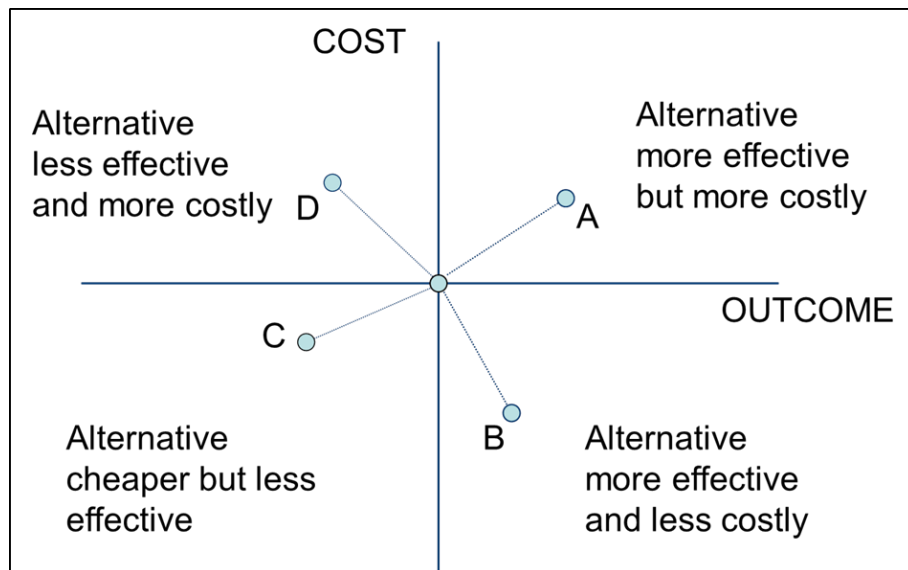 COST
Alternative
less effective
and more costly
D
Alternative
more effective
but more costly
A
OUTCOME
C
B
Alternative
cheaper but less
effective
Alternative
more effective
and less costly